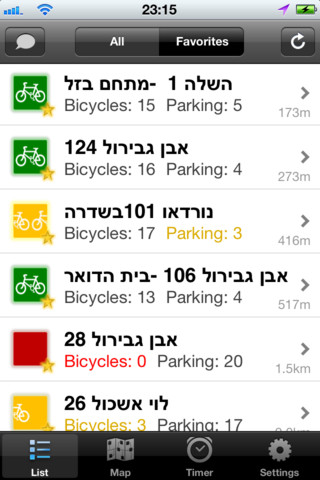 23:15
All
Favorites
השלה 1 -מתחם בזל
Bicycles: 15 Parking: 5
173m
אבן גבירול 124
Bicycles: 16 Parking: 4
273m
נורדאו 101בשדרה
Bicycles: 17 Parking: 3
416m
אבן גבירול 106 -בית הדואר
Bicycles: 13 Parking: 4
517m
אבן גבירול 28
Bicycles: 0 Parking: 20
1.5km
לוי אשכול 26
Bicycles: 3 Parking: 17
List
Map
Timer
Settings